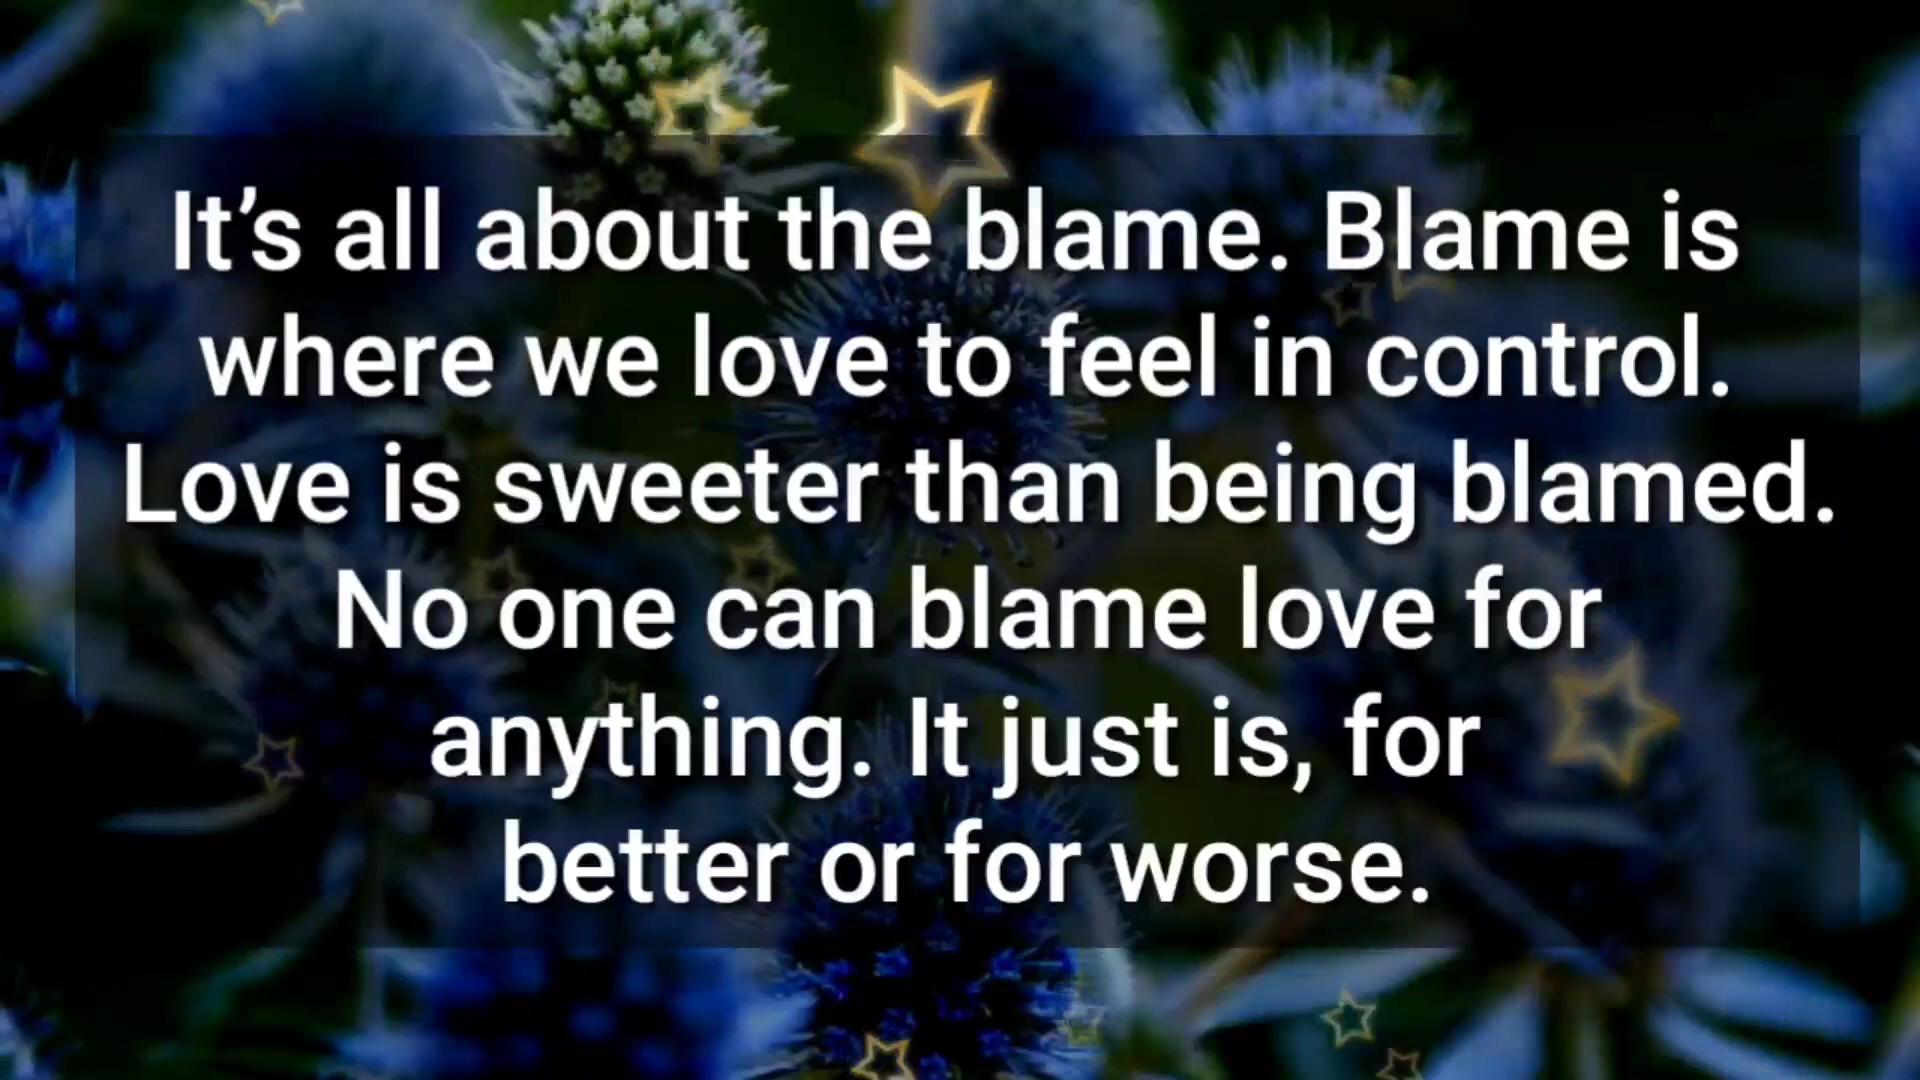 It’s all about the blame. Blame is
where we love to feel in control.
Love is sweeter than being blamed.
No one can blame love for
anything. It just is, for
better or for worse.